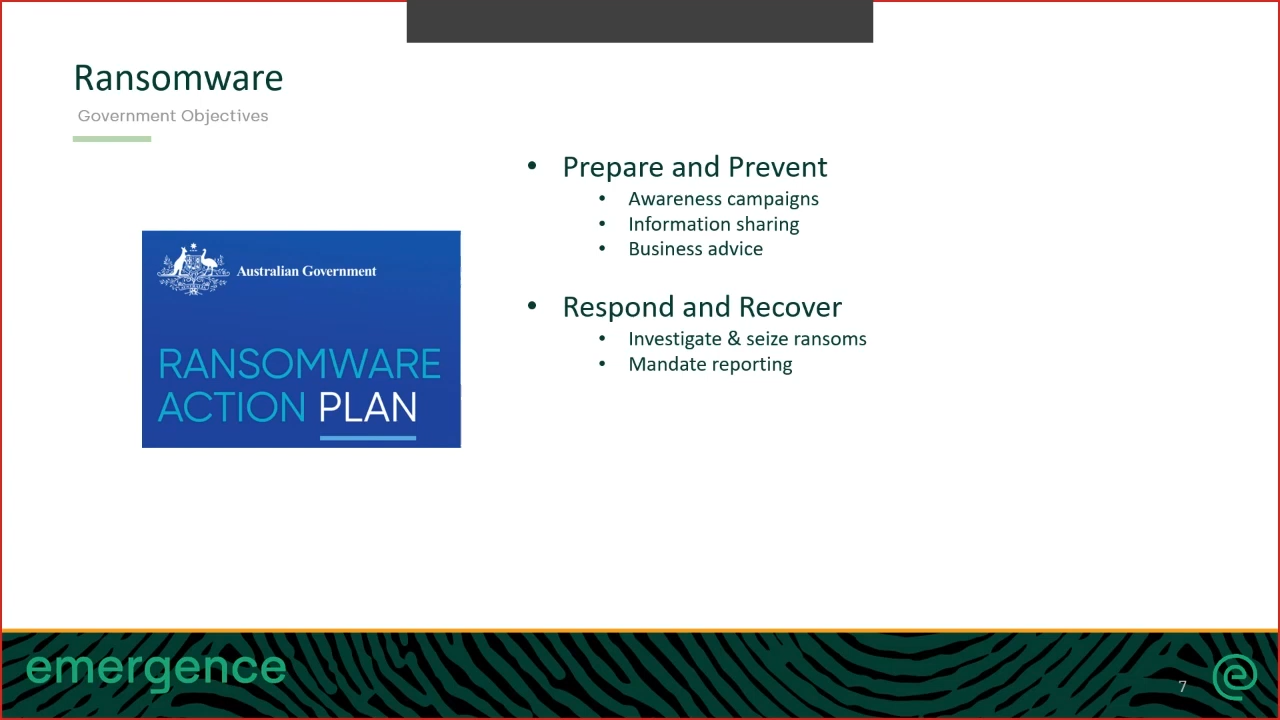 Ransomware
Government Objectives
• Prepare and Prevent
• Awareness campaigns
• Information sharing
• Business advice
• Respond and Recover
• Investigate & seize ransoms
• Mandate reporting
Australian Government
RANSOMWARE
ACTION PLAN
emergence
7
e